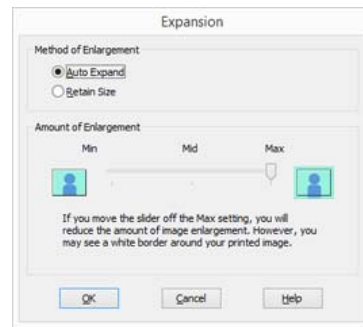 Expansion
Method of Enlargement
Auto Expand
Retain Size
Amount of Enlargement
Min Mid Max
If you move the slider off the Max setting, you will
reduce the amount of image enlargement. However, you
may see a white border around your printed image.
OK Cancel Help